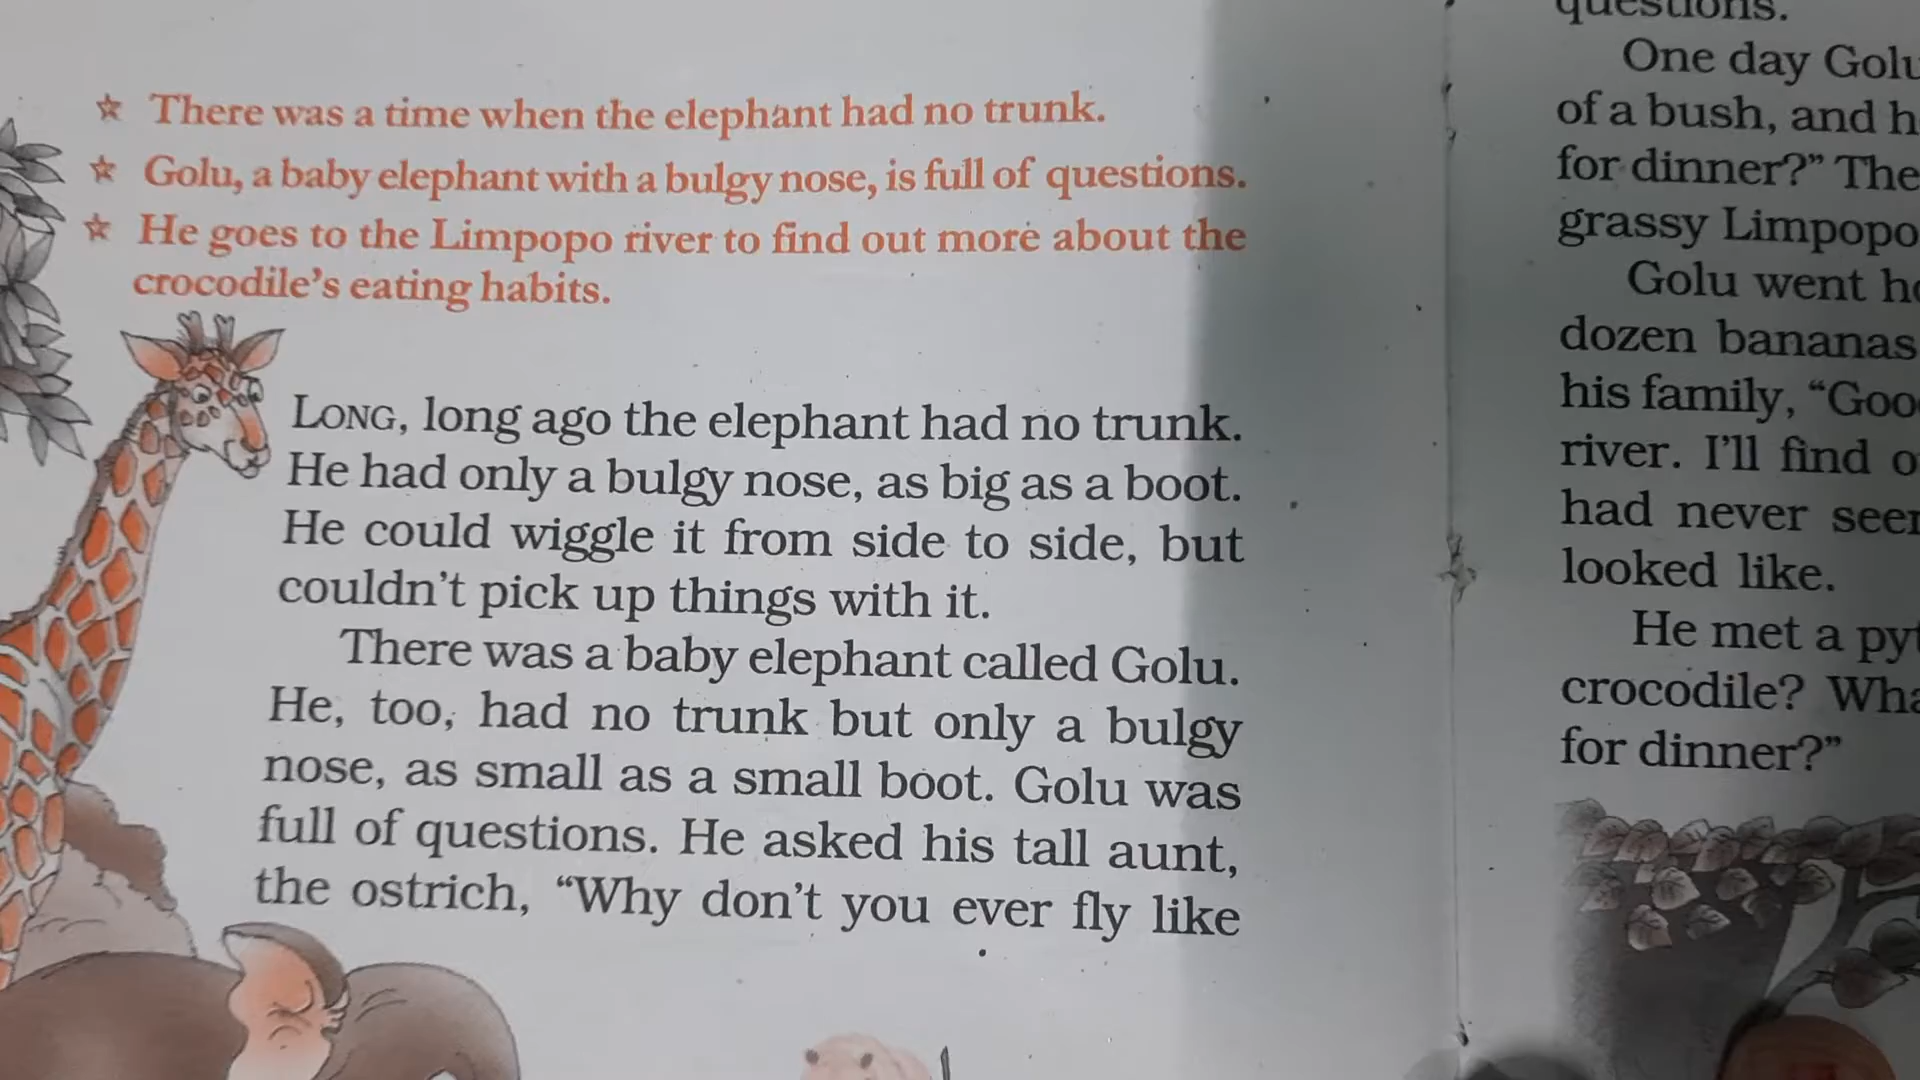 ☆ There was a time when the elephant had no trunk.
☆ Golu, a baby elephant with a bulgy nose, is full of questions.
☆ He goes to the Limpopo river to find out more about the
crocodile's eating habits.
LONG, long ago the elephant had no trunk.
He had only a bulgy nose, as big as a boot.
He could wiggle it from side to side, but
couldn't pick up things with it.
There was a baby elephant called Golu.
He, too, had no trunk but only a bulgy
nose, as small as a small boot. Golu was
full of questions. He asked his tall aunt,
the ostrich, “Why don't you ever fly like
questions.
One day Golu
of a bush, and
for dinner?” The
grassy Limpopo
Golu went
dozen bananas
his family,
river. I'll find
had never
looked like.
He met a
crocodile?
for dinner?”